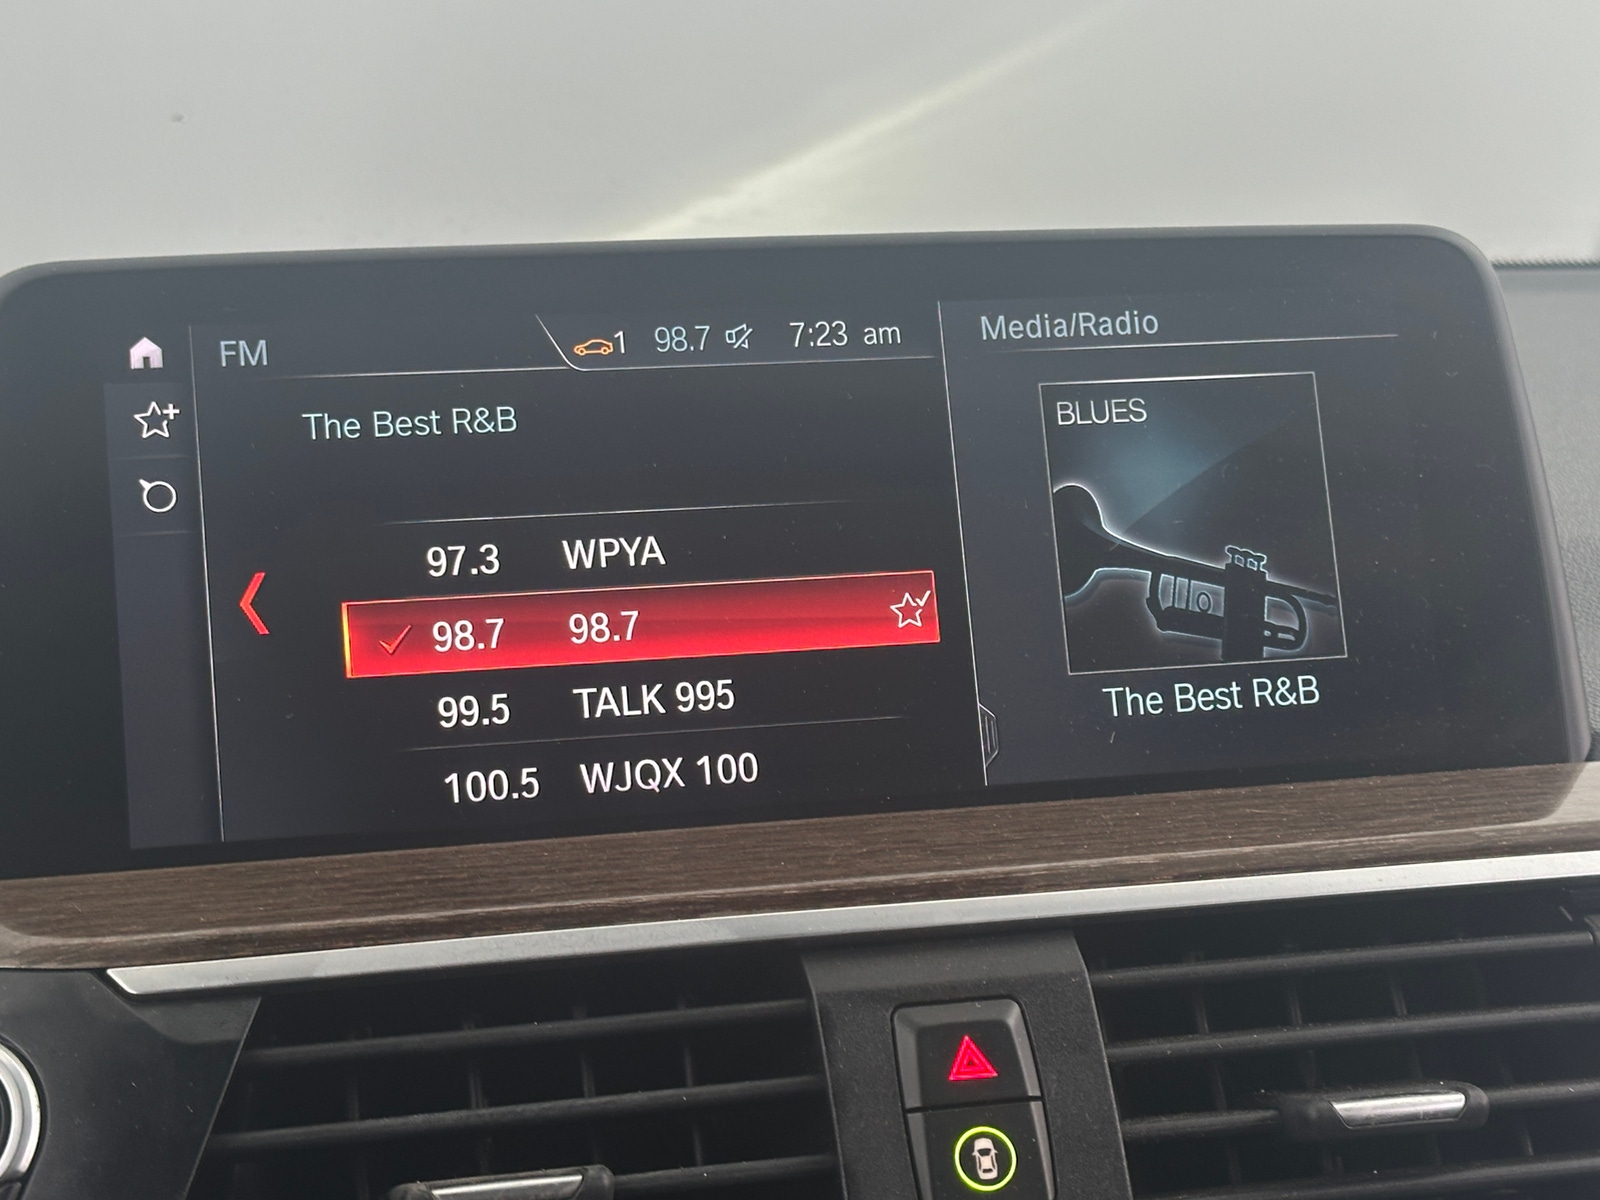 FM
1 98.7 7:23 am
Media/Radio
The Best R&B
97.3 WPYA
98.7 98.7
99.5 TALK 995
100.5 WJQX 100
BLUES
The Best R&B